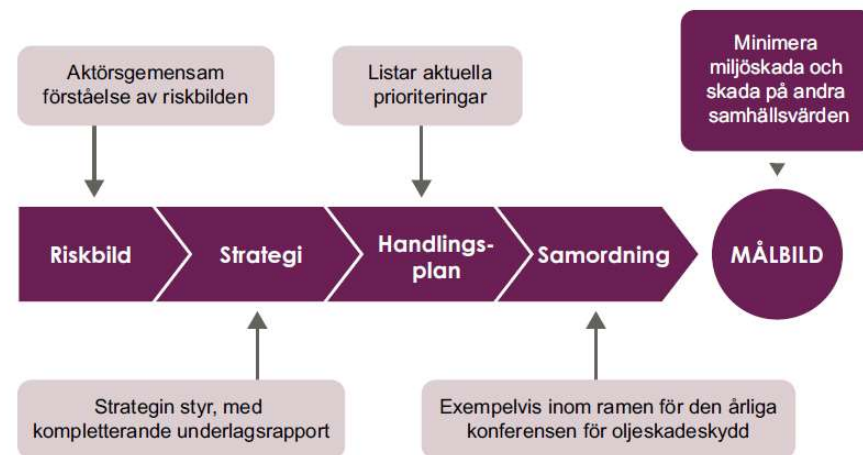 Aktörsgemensam
förståelse av riskbilden
Listar aktuella
prioriteringar
Minimera
miljöskada och
skada på andra
samhällsvärden
Riskbild
Strategi
Handlings-
plan
Samordning
MÅLBILD
Strategin styr, med
kompletterande underlagsrapport
Exempelvis inom ramen för den årliga
konferensen för oljeskadeskydd